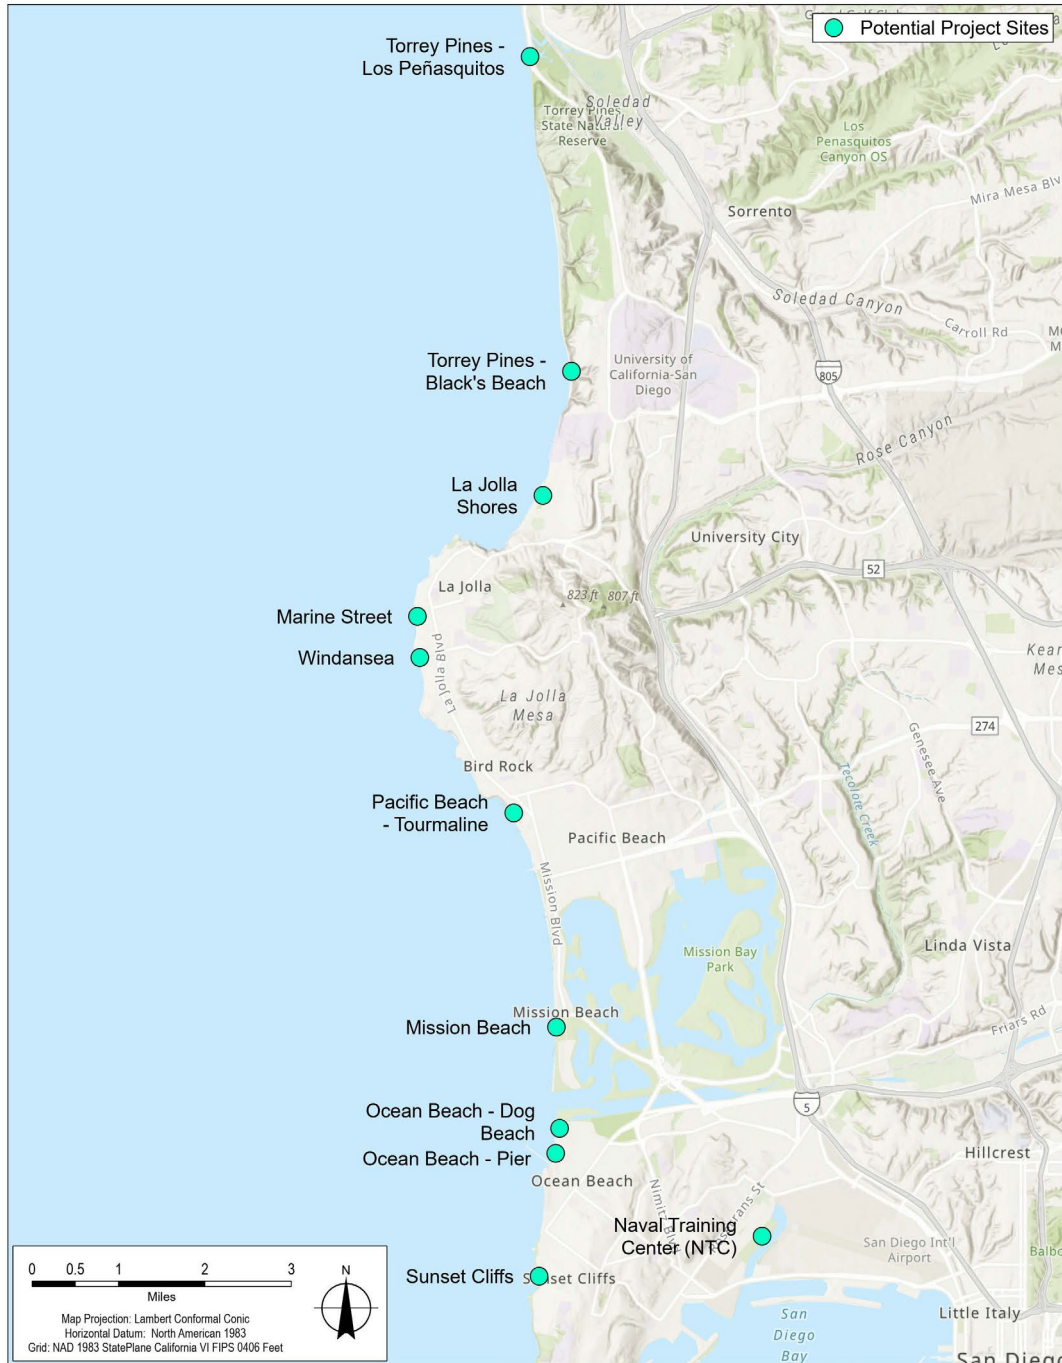 Potential Project Sites
Torrey Pines -
Los Peñasquitos
Soledad
Valley
Torrey Pines
State Natural
Reserve
Los
Penasquitos
Canyon OS
Mira Mesa Blv
Sorrento
Soledad Canyon
Carroll Rd
Torrey Pines -
Black's Beach
University of
California-San
Diego
805
Rose Canyon
La Jolla
Shores
University City
52
La Jolla
823 ft
807 ft
Marine Street
Windansea
La Jolla Blvd
Kear
Mes
La Jolla
Mesa
274
Genesee Ave
Tecolote Creek
Bird Rock
Pacific Beach
- Tourmaline
Pacific Beach
Mission Blvd
Linda Vista
Mission Bay
Park
Mission Beach
Mission Beach
Friars Rd
Ocean Beach - Dog
Beach
5
Ocean Beach - Pier
Hillcrest
Ocean Beach
Nimitz Blvd
Naval Training
Center (NTC)
San Diego Int'l
Airport
Balbo
Sunset Cliffs
Sunset Cliffs
Little Italy
San
Diego
Bay
San Diego
0 0.5 1 2 3
Miles
N
Map Projection: Lambert Conformal Conic
Horizontal Datum: North American 1983
Grid: NAD 1983 StatePlane California VI FIPS 0406 Feet